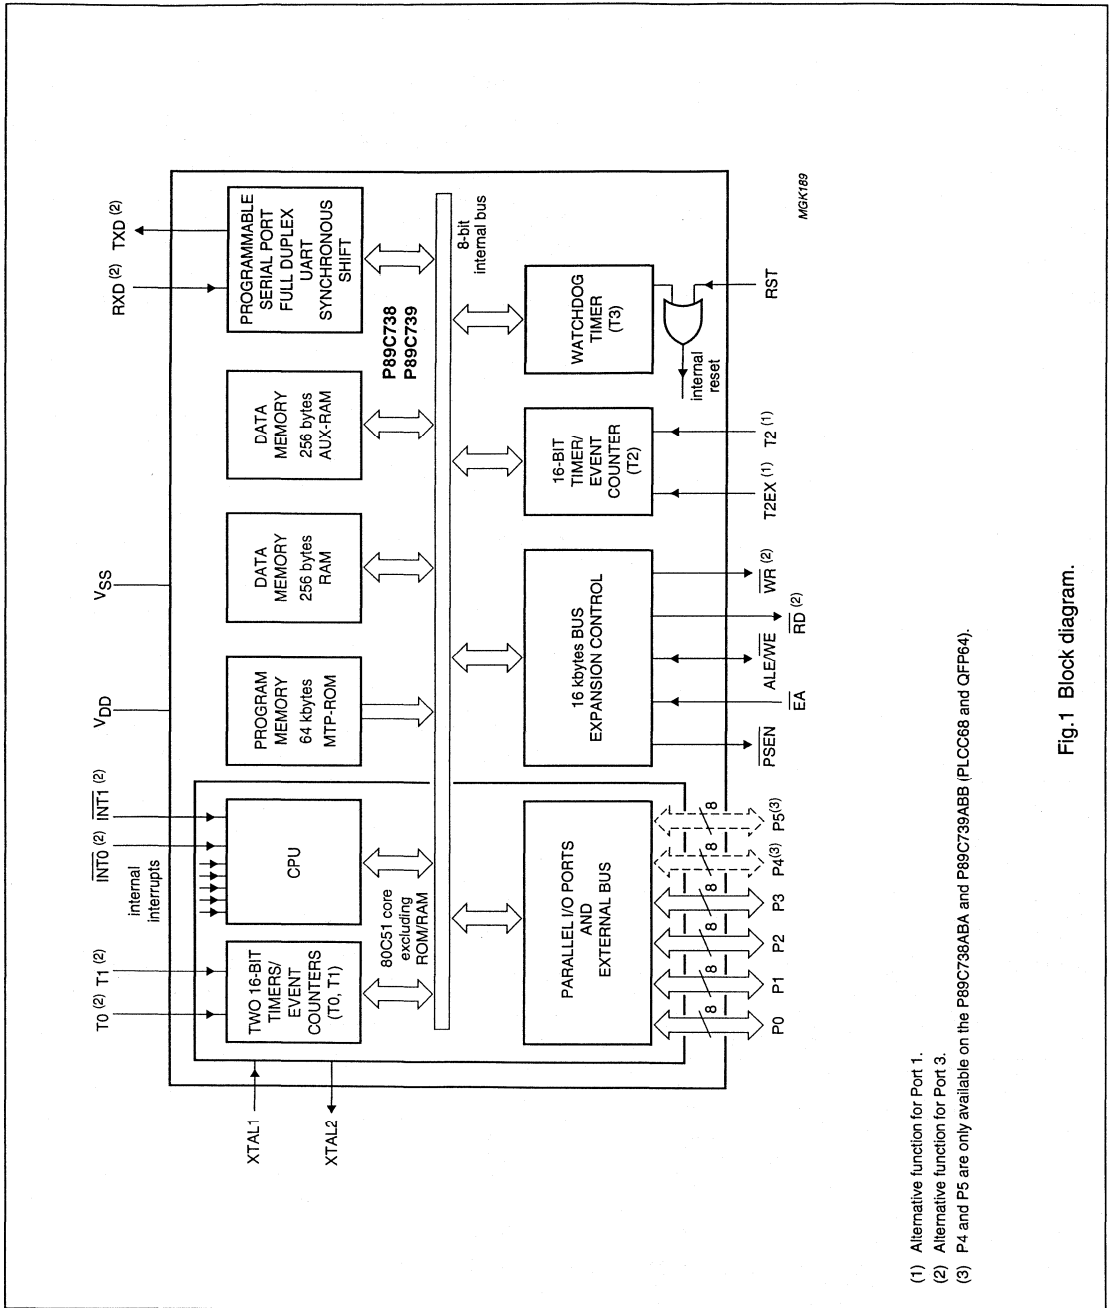 T0 (2) T1 (2)
internal
interrupts
INT0 (2)
INT1 (2)
VDD
VSS
RXD (2)
TXD (2)
XTAL1
XTAL2
TWO 16-BIT
TIMERS/
EVENT
COUNTERS
(T0, T1)
CPU
PROGRAM
MEMORY
64 kbytes
MTP-ROM
DATA
MEMORY
256 bytes
RAM
DATA
MEMORY
256 bytes
AUX-RAM
PROGRAMMABLE
SERIAL PORT
FULL DUPLEX
UART
SYNCHRONOUS
SHIFT
P89C738
P89C739
80C51 core
excluding
ROM/RAM
8-bit
internal bus
PARALLEL I/O PORTS
AND
EXTERNAL BUS
16 kbytes BUS
EXPANSION CONTROL
16-BIT
TIMER/
EVENT
COUNTER
(T2)
WATCHDOG
TIMER
(T3)
internal
reset
8
8
8
8
8
8
P0
P1
P2
P3
P4(3)
P5(3)
PSEN
EA
ALE/WE
RD (2)
WR (2)
T2EX (1)
T2 (1)
RST
MGK189
(1) Alternative function for Port 1.
(2) Alternative function for Port 3.
(3) P4 and P5 are only available on the P89C738ABA and P89C739ABB (PLCC68 and QFP64).
Fig.1 Block diagram.